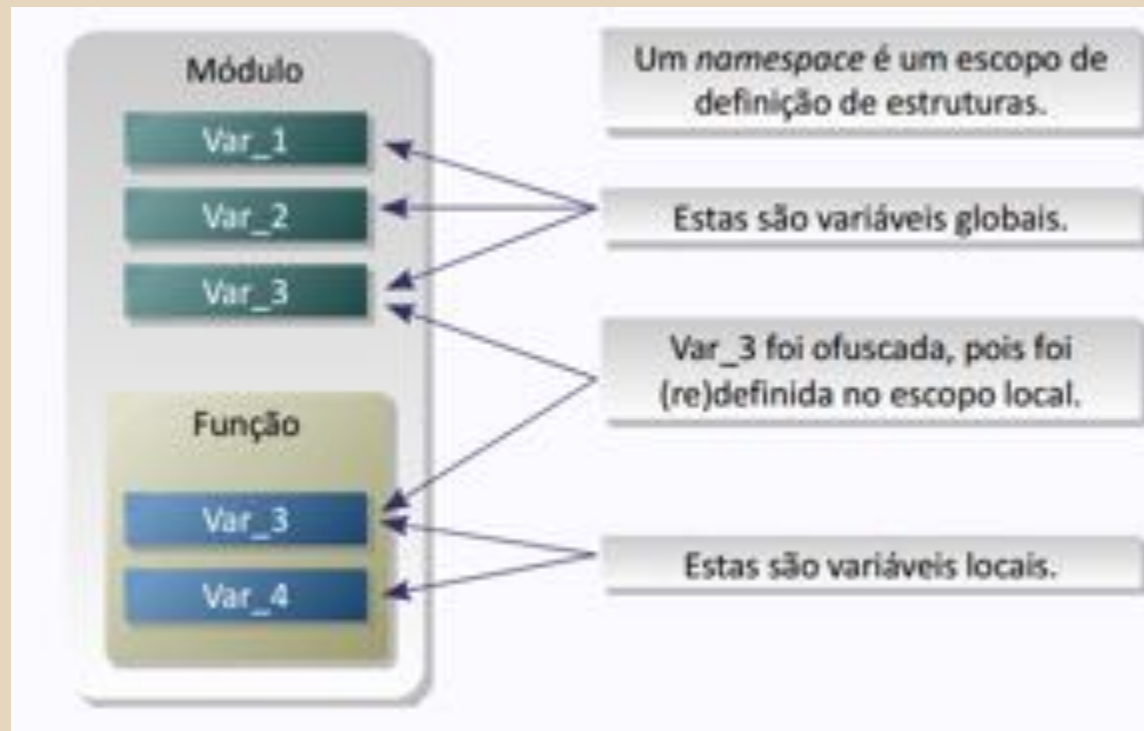 Módulo
Var_1
Var_2
Var_3
Função
Var_3
Var_4
Um namespace é um escopo de
definição de estruturas.
Estas são variáveis globais.
Var_3 foi ofuscada, pois foi
(re)definida no escopo local.
Estas são variáveis locais.